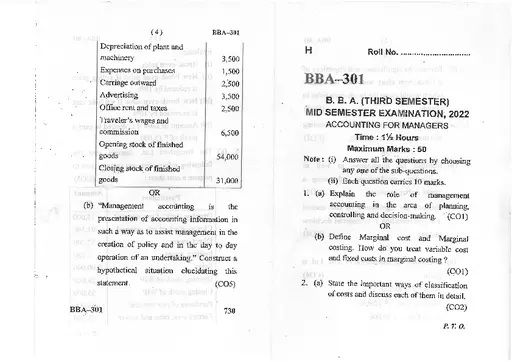 ( 4 ) BBA–301
Depreciation of plant and
machinery 3,500
Expenses on purchases 1,500
Carriage outward 2,500
Advertising 3,500
Office rent and taxes 2,500
Traveler's wages and
commission 6,500
Opening stock of finished
goods 54,000
Closing stock of finished
goods 31,000
OR
(b) "Management accounting is the
presentation of accounting information in
such a way as to assist management in the
creation of policy and in the day to day
operation of an undertaking." Construct a
hypothetical situation elucidating this
statement. (CO5)
BBA–301 730
H Roll No. ..............................
BBA–301
B. B. A. (THIRD SEMESTER)
MID SEMESTER EXAMINATION, 2022
ACCOUNTING FOR MANAGERS
Time : 1½ Hours
Maximum Marks : 50
Note : (i) Answer all the questions by choosing
any one of the sub-questions.
(ii) Each question carries 10 marks.
1. (a) Explain the role of management
accounting in the area of planning,
controlling and decision-making. (CO1)
OR
(b) Define Marginal cost and Marginal
costing. How do you treat variable cost
and fixed costs in marginal costing ?
(CO1)
2. (a) State the important ways of classification
of costs and discuss each of them in detail.
(CO2)
P. T. O.